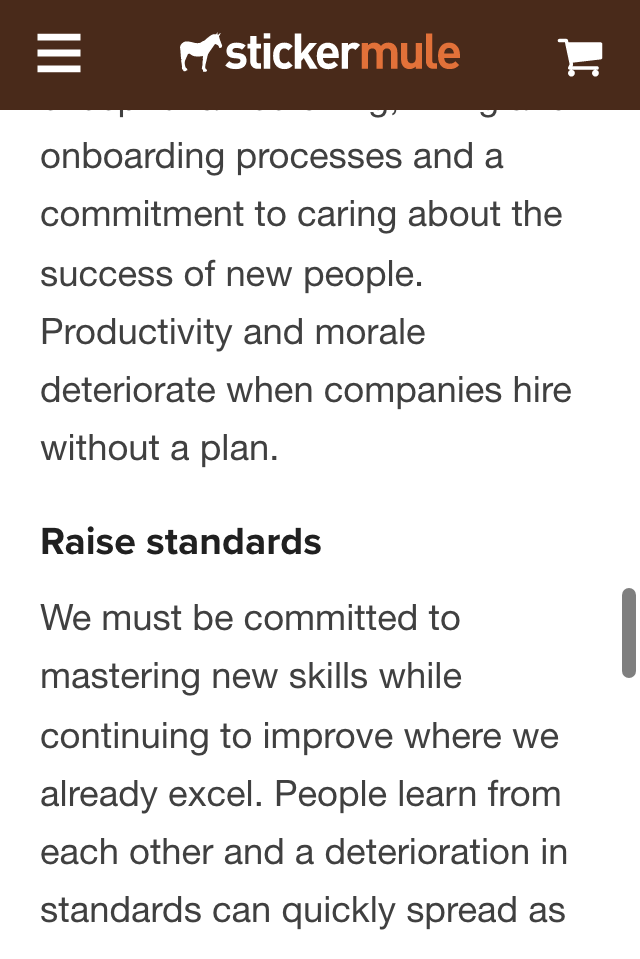 stickermule
onboarding processes and a
commitment to caring about the
success of new people.
Productivity and morale
deteriorate when companies hire
without a plan.
Raise standards
We must be committed to
mastering new skills while
continuing to improve where we
already excel. People learn from
each other and a deterioration in
standards can quickly spread as